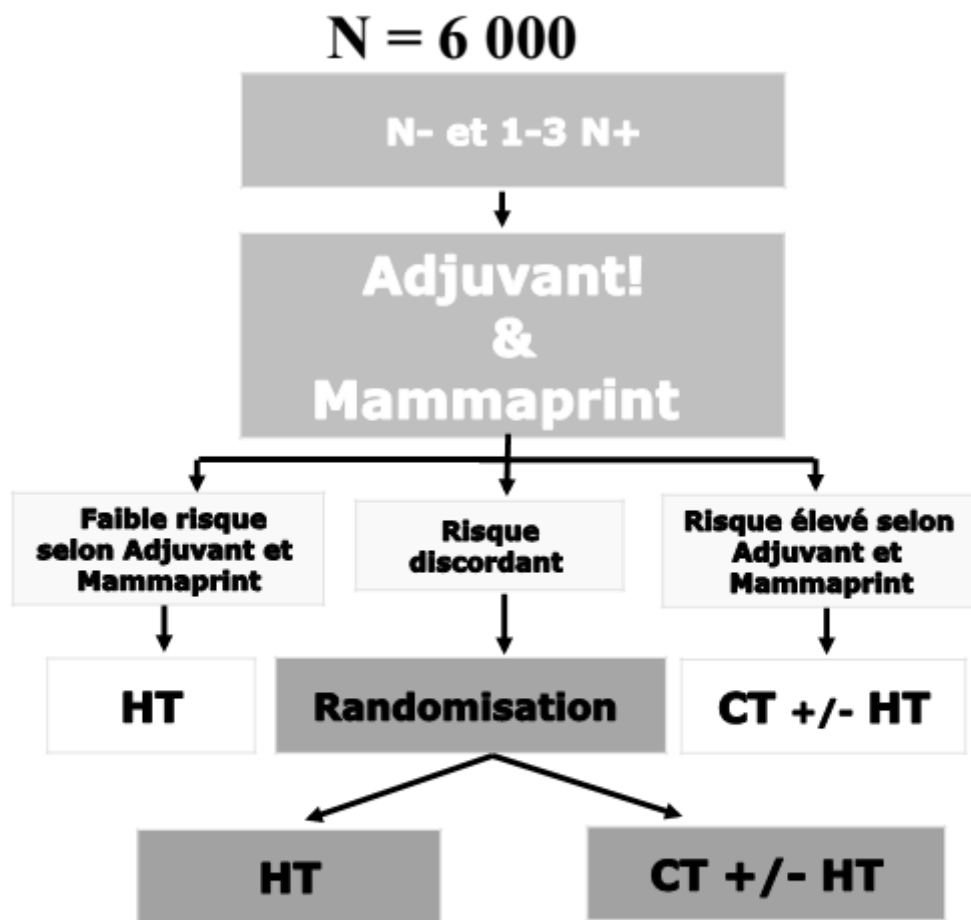 N = 6 000
N- et 1-3 N+
Adjuvant!
&
Mammaprint
Faible risque
selon Adjuvant et
Mammaprint
Risque
discordant
Risque élevé selon
Adjuvant et
Mammaprint
HT
Randomisation
CT +/- HT
HT
CT +/- HT